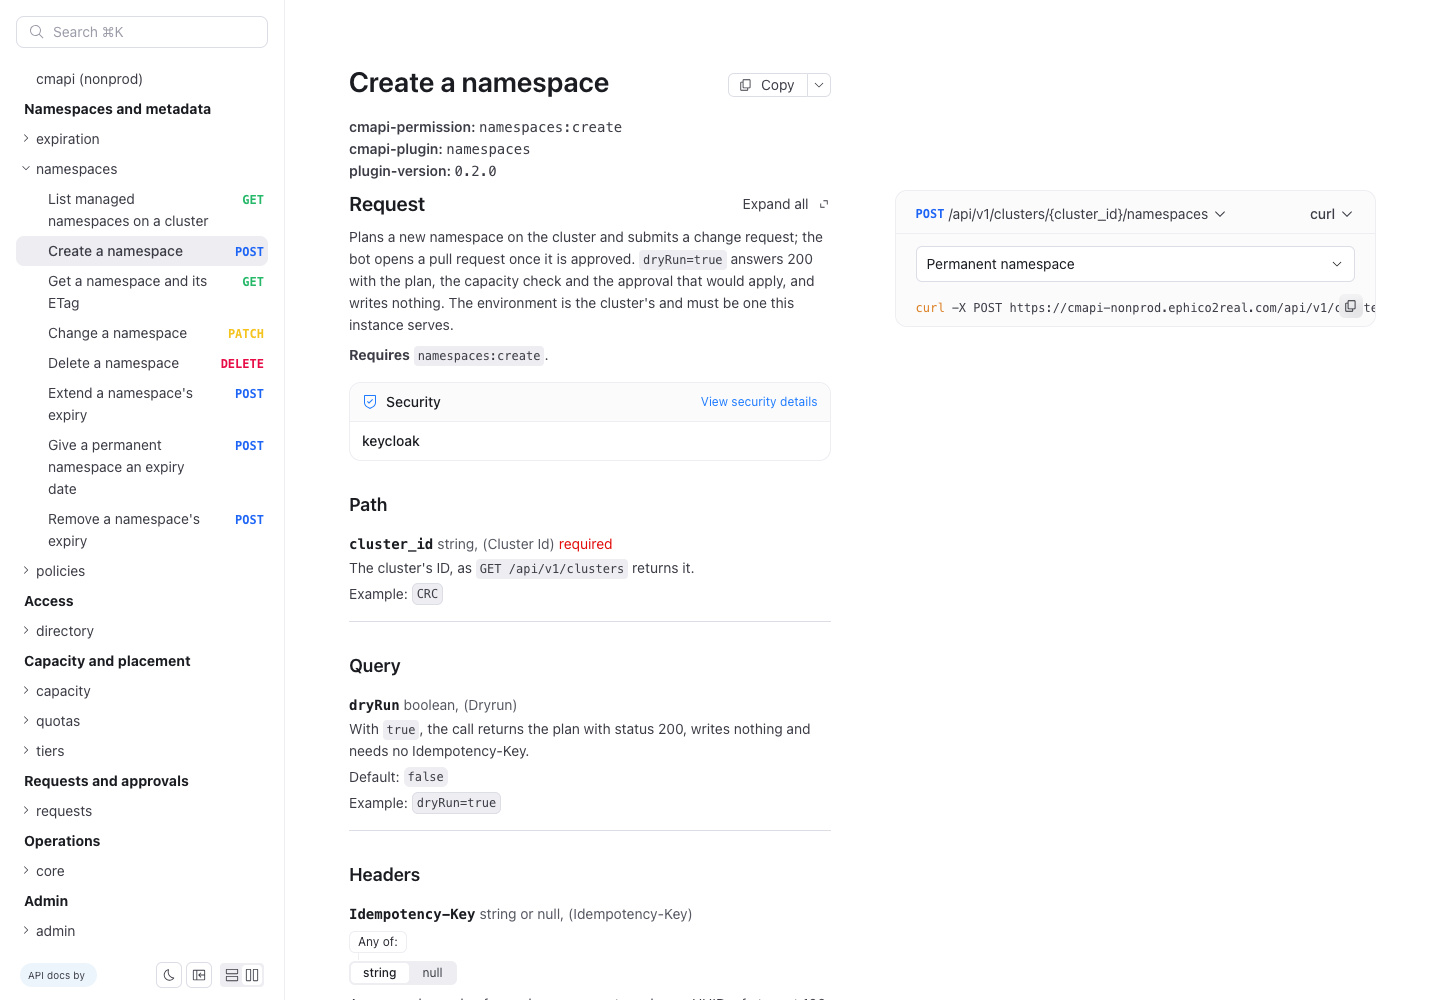 Search ⌘K
cmapi (nonprod)
Namespaces and metadata
expiration
namespaces
List managed GET
namespaces on a cluster
Create a namespace POST
Get a namespace and its GET
ETag
Change a namespace PATCH
Delete a namespace DELETE
Extend a namespace's POST
expiry
Give a permanent POST
namespace an expiry
date
Remove a namespace's POST
expiry
policies
Access
directory
Capacity and placement
capacity
quotas
tiers
Requests and approvals
requests
Operations
core
Admin
admin
API docs by
Create a namespace
Copy
cmapi-permission: namespaces:create
cmapi-plugin: namespaces
plugin-version: 0.2.0
Request
Expand all
Plans a new namespace on the cluster and submits a change request; the
bot opens a pull request once it is approved. dryRun=true answers 200
with the plan, the capacity check and the approval that would apply, and
writes nothing. The environment is the cluster's and must be one this
instance serves.
Requires namespaces:create.
Security
View security details
keycloak
Path
cluster_id string, (Cluster Id) required
The cluster's ID, as GET /api/v1/clusters returns it.
Example: CRC
Query
dryRun boolean, (Dryrun)
With true, the call returns the plan with status 200, writes nothing and
needs no Idempotency-Key.
Default: false
Example: dryRun=true
Headers
Idempotency-Key string or null, (Idempotency-Key)
Any of:
string null
POST /api/v1/clusters/{cluster_id}/namespaces
curl
Permanent namespace
curl -X POST https://cmapi-nonprod.ephico2real.com/api/v1/